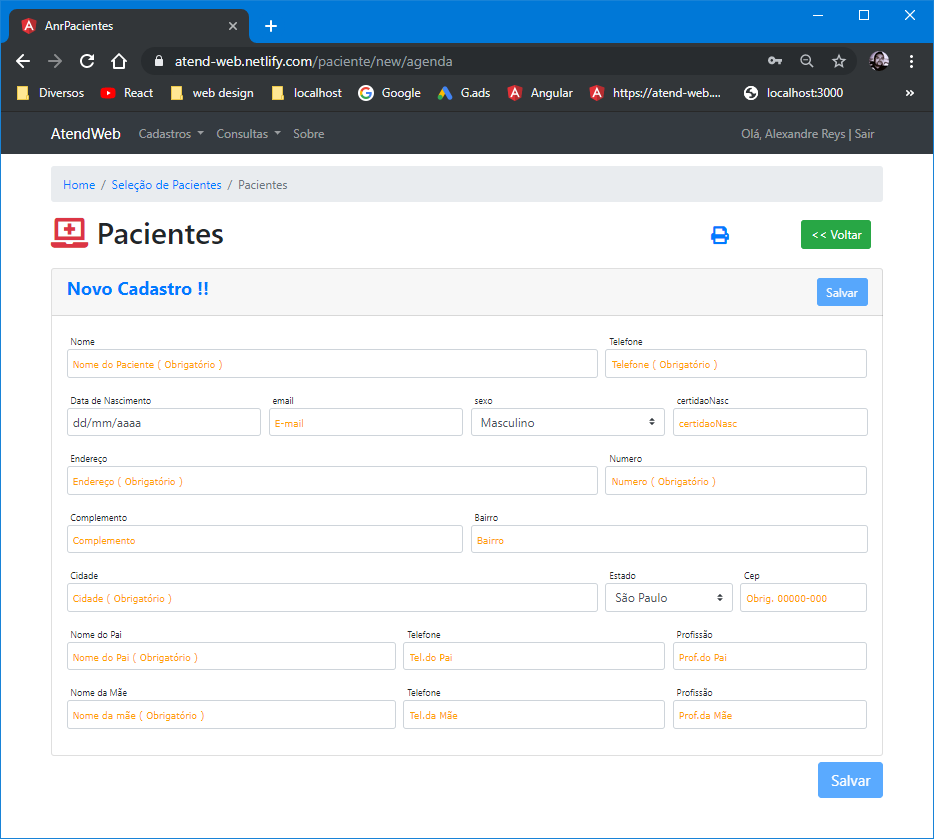 AnrPacientes
atend-web.netlify.com/paciente/new/agenda
Diversos React web design localhost Google G.ads Angular https://atend-web.... localhost:3000 »
AtendWeb Cadastros Consultas Sobre Olá, Alexandre Reys | Sair
Home / Seleção de Pacientes / Pacientes
Pacientes << Voltar
Novo Cadastro !! Salvar
Nome Telefone
Nome do Paciente ( Obrigatório ) Telefone ( Obrigatório )
Data de Nascimento email sexo certidaoNasc
dd/mm/aaaa E-mail Masculino certidaoNasc
Endereço Numero
Endereço ( Obrigatório ) Numero ( Obrigatório )
Complemento Bairro
Complemento Bairro
Cidade Estado Cep
Cidade ( Obrigatório ) São Paulo Obrig. 00000-000
Nome do Pai Telefone Profissão
Nome do Pai ( Obrigatório ) Tel.do Pai Prof.do Pai
Nome da Mãe Telefone Profissão
Nome da mãe ( Obrigatório ) Tel.da Mãe Prof.da Mãe
Salvar